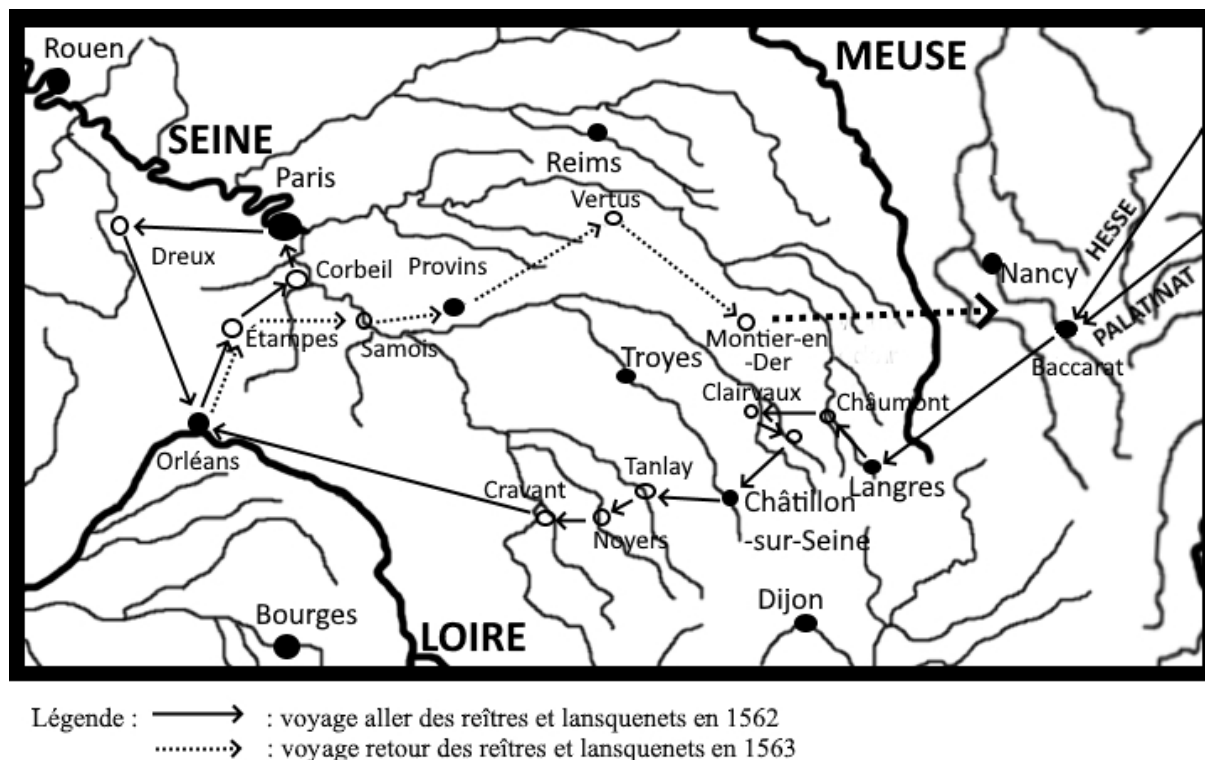 Rouen
MEUSE
SEINE
Reims
Paris
Vertus
HESSE
Dreux
Corbeil
Provins
Nancy
PALATINAT
Étampes
Samois
Montier-en
-Der
Troyes
Baccarat
Clairvaux
Châumont
Orléans
Tanlay
Cravant
Langres
Châtillon
-sur-Seine
Noyers
Dijon
Bourges
LOIRE
Légende : : voyage aller des reîtres et lansquenets en 1562
: voyage retour des reîtres et lansquenets en 1563